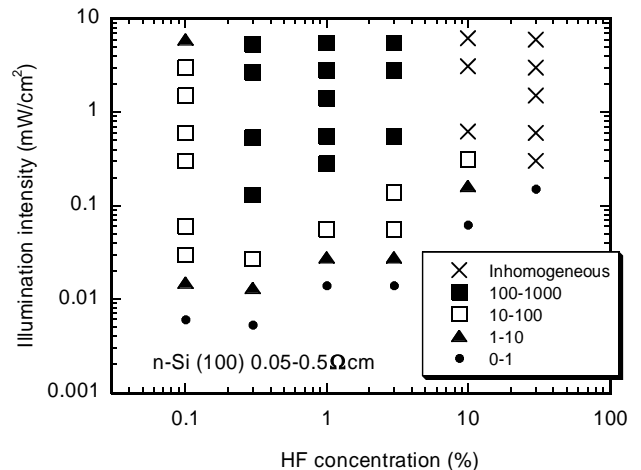 10
1
0.1
0.01
0.001
Illumination intensity (mW/cm²)
Inhomogeneous
100-1000
10-100
1-10
0-1
n-Si (100) 0.05-0.5Ωcm
0.1 1 10 100
HF concentration (%)